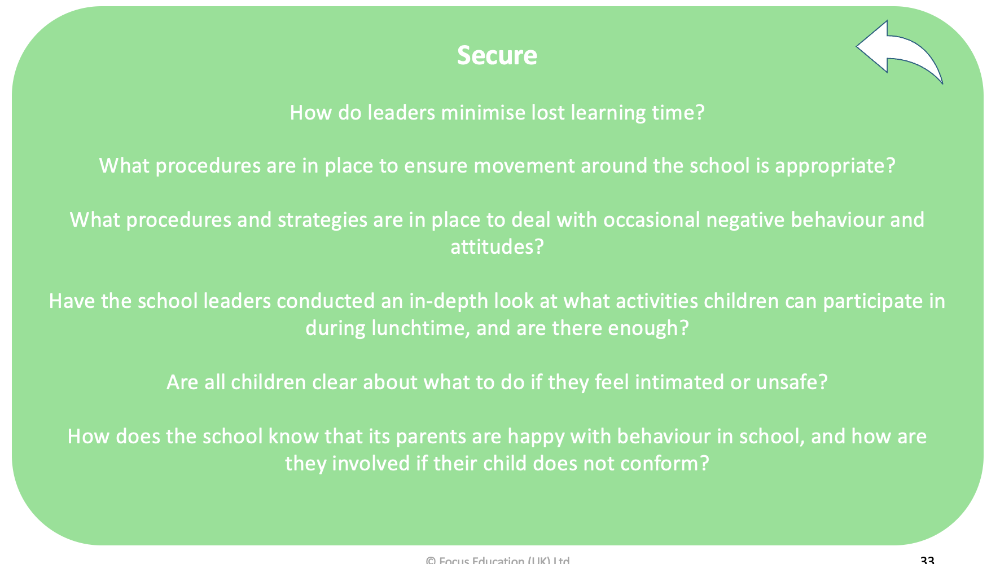 Secure
How do leaders minimise lost learning time?
What procedures are in place to ensure movement around the school is appropriate?
What procedures and strategies are in place to deal with occasional negative behaviour and
attitudes?
Have the school leaders conducted an in-depth look at what activities children can participate in
during lunchtime, and are there enough?
Are all children clear about what to do if they feel intimated or unsafe?
How does the school know that its parents are happy with behaviour in school, and how are
they involved if their child does not conform?
© Focus Education (UK) Ltd
33